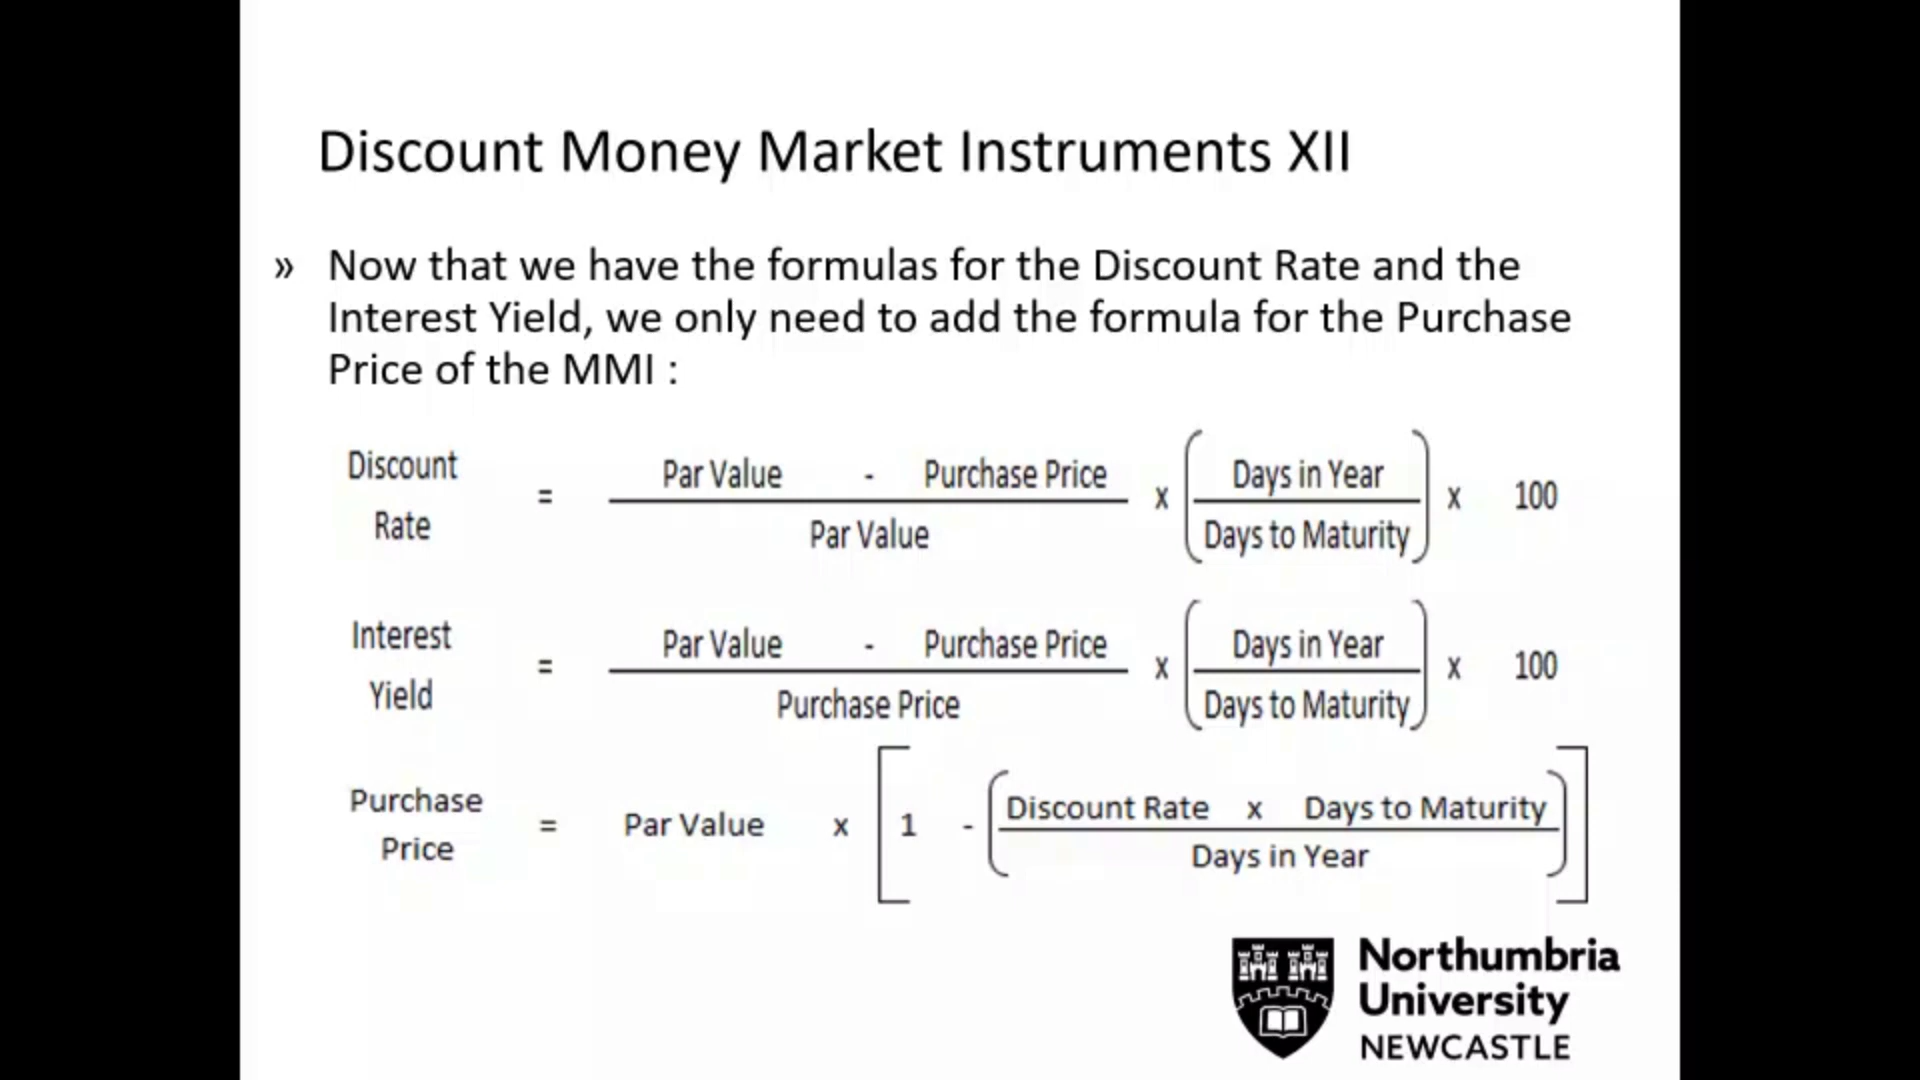 Discount Money Market Instruments XII
» Now that we have the formulas for the Discount Rate and the
Interest Yield, we only need to add the formula for the Purchase
Price of the MMI :
Discount
Rate
=
Par Value - Purchase Price
Par Value
x
Days in Year
Days to Maturity
x 100
Interest
Yield
=
Par Value - Purchase Price
Purchase Price
x
Days in Year
Days to Maturity
x 100
Purchase
Price
= Par Value x [ 1 - (
Discount Rate x Days to Maturity
Days in Year
) ]
Northumbria
University
NEWCASTLE